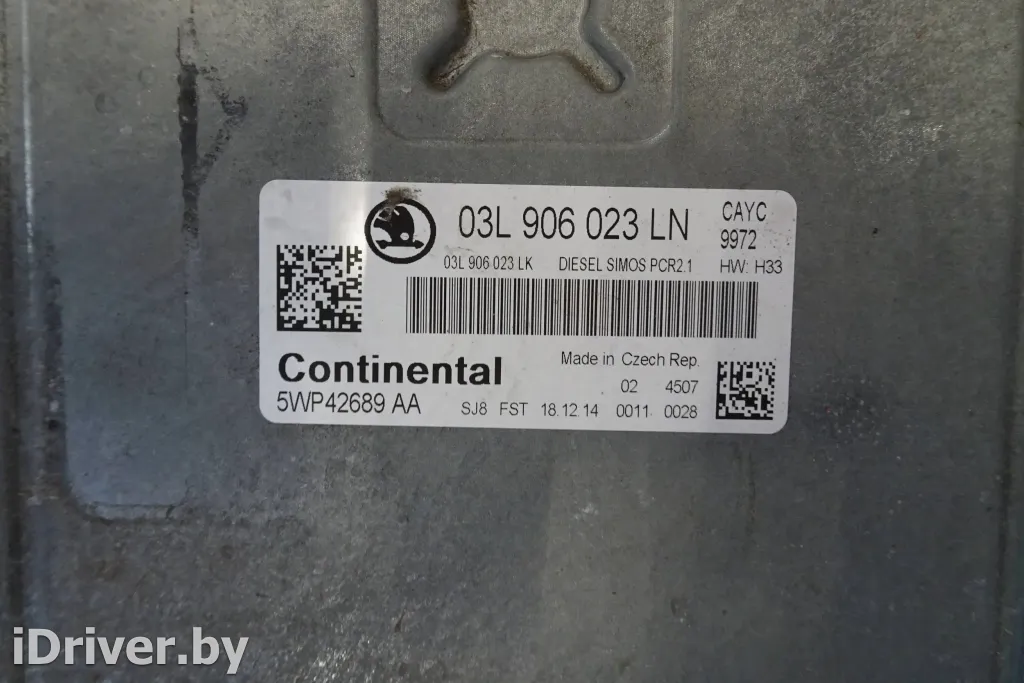 03L 906 023 LN CAYC
9972
03L 906 023 LK DIESEL SIMOS PCR2.1 HW: H33
Continental Made in Czech Rep.
02 4507
5WP42689 AA SJ8 FST 18.12.14 0011 0028
iDriver.by